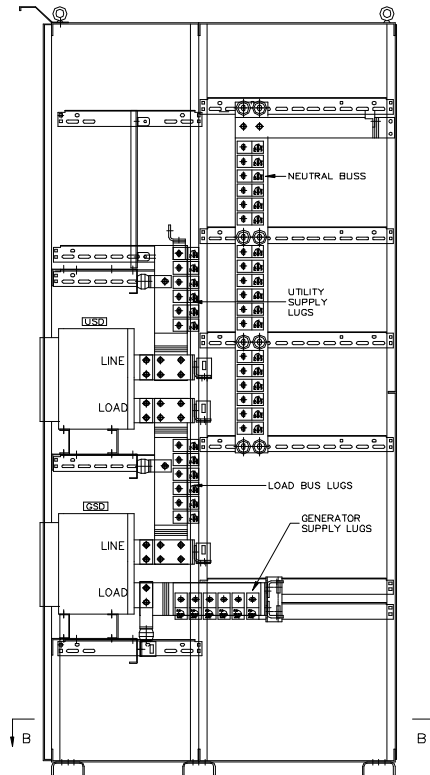 NEUTRAL BUSS
UTILITY
SUPPLY
LUGS
USD
LINE
LOAD
LOAD BUS LUGS
GSD
LINE
LOAD
GENERATOR
SUPPLY LUGS
B
B